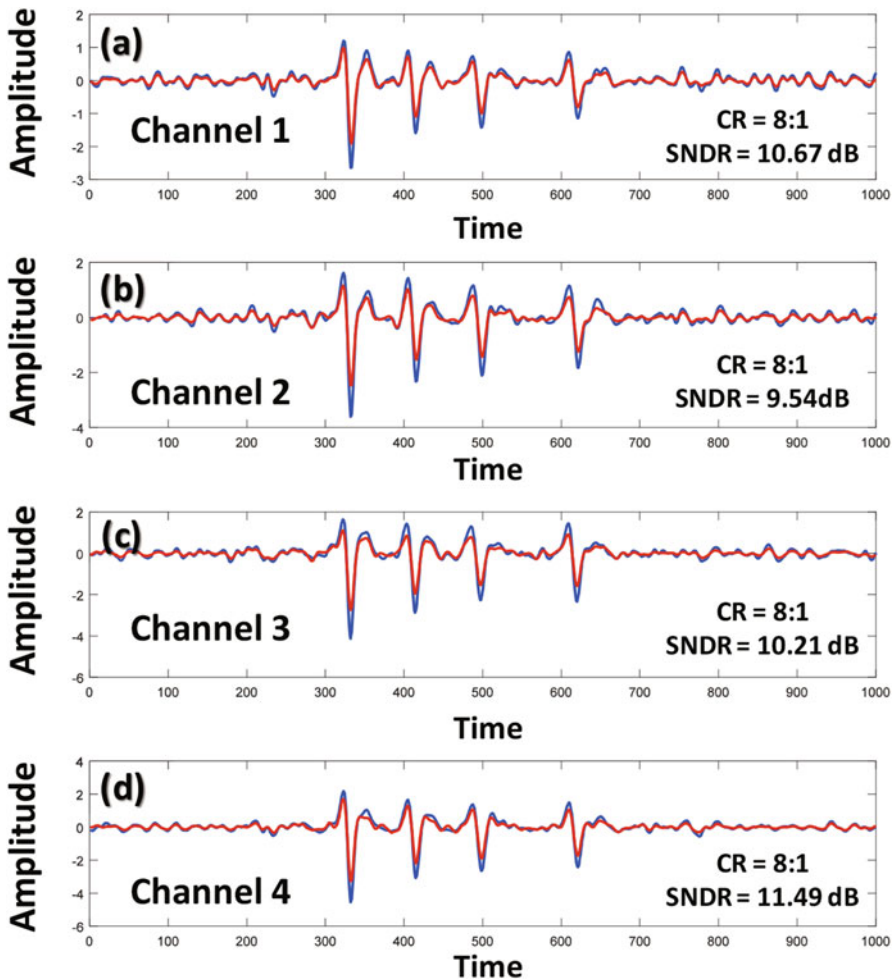 (a)
Amplitude
2
1
0
-1
-2
-3
Channel 1
CR = 8:1
SNDR = 10.67 dB
0 100 200 300 400 500 600 700 800 900 1000
Time
(b)
Amplitude
2
0
-2
-4
Channel 2
CR = 8:1
SNDR = 9.54dB
0 100 200 300 400 500 600 700 800 900 1000
Time
(c)
Amplitude
2
0
-2
-4
-6
Channel 3
CR = 8:1
SNDR = 10.21 dB
0 100 200 300 400 500 600 700 800 900 1000
Time
(d)
Amplitude
4
2
0
-2
-4
-6
Channel 4
CR = 8:1
SNDR = 11.49 dB
0 100 200 300 400 500 600 700 800 900 1000
Time